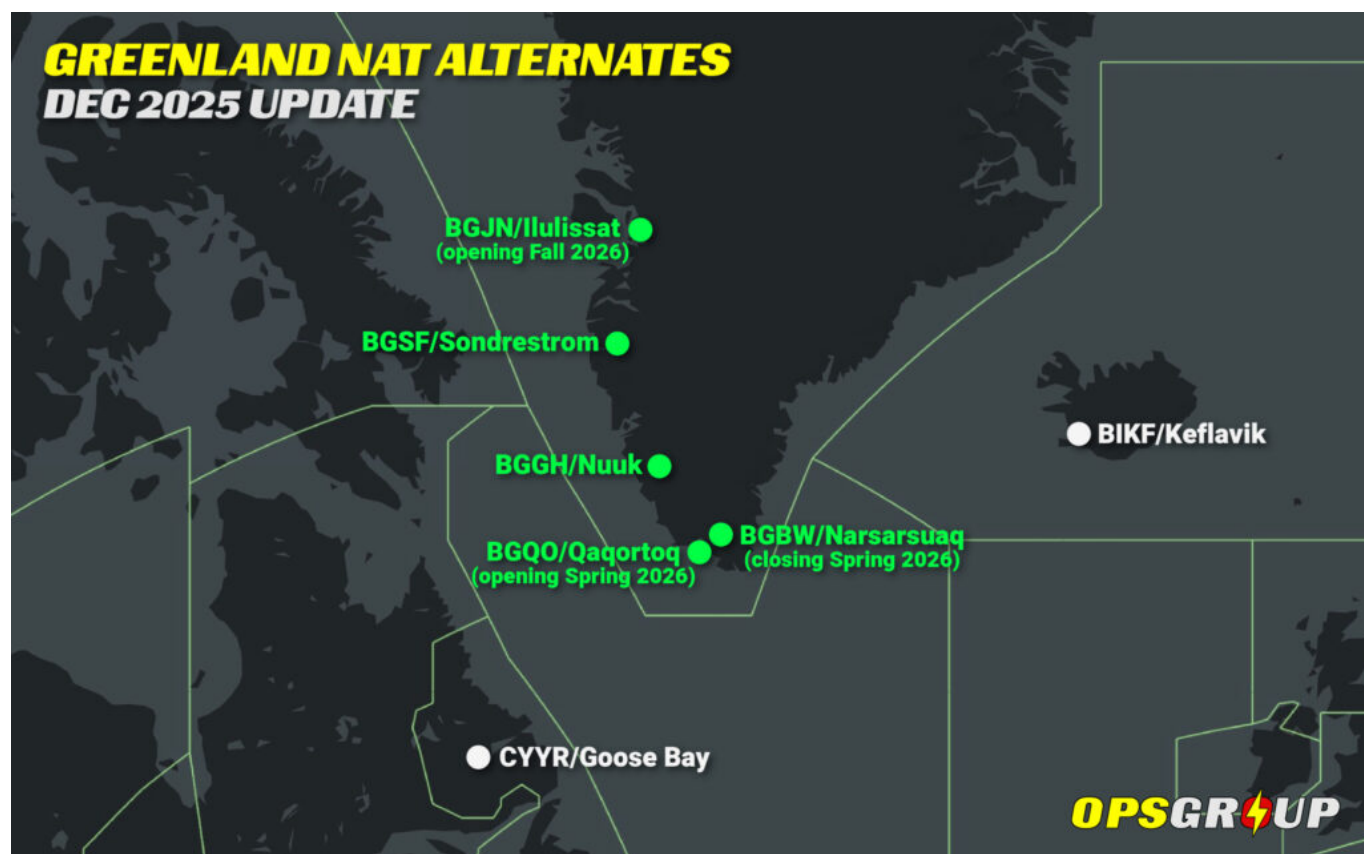 GREENLAND NAT ALTERNATES
DEC 2025 UPDATE
BGJN/Ilulissat
(opening Fall 2026)
BGSF/Sondrestrom
BIKF/Keflavik
BGGH/Nuuk
BGBW/Narsarsuaq
(closing Spring 2026)
BGQO/Qaqortoq
(opening Spring 2026)
CYYR/Goose Bay
OPSGROUP